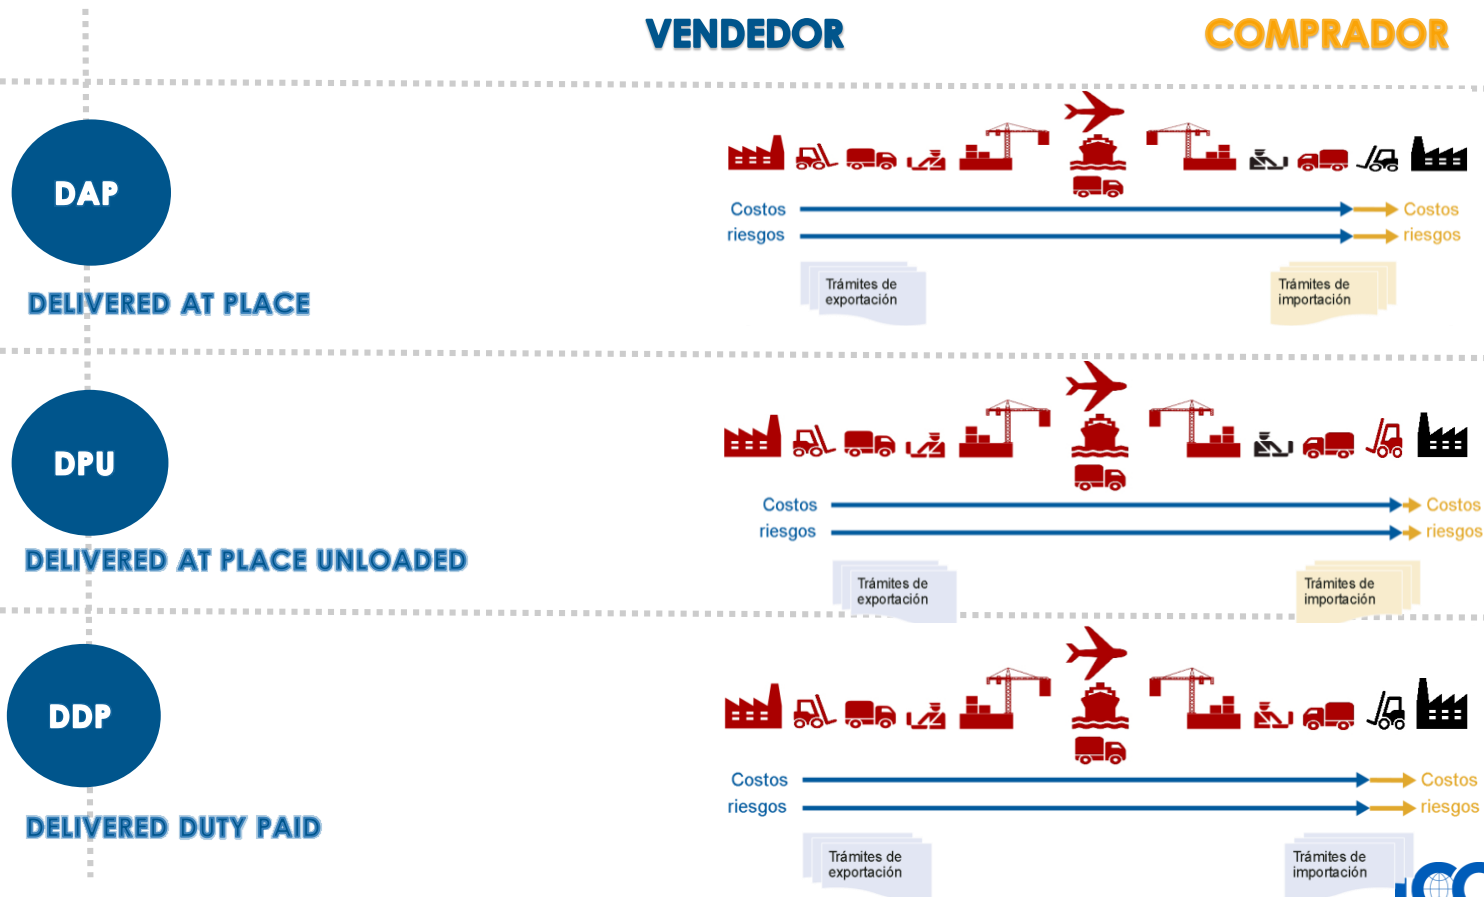 VENDEDOR
COMPRADOR
DAP
DELIVERED AT PLACE
Costos
Costos
riesgos
riesgos
Trámites de
exportación
Trámites de
importación
DPU
DELIVERED AT PLACE UNLOADED
Costos
Costos
riesgos
riesgos
Trámites de
exportación
Trámites de
importación
DDP
DELIVERED DUTY PAID
Costos
Costos
riesgos
riesgos
Trámites de
exportación
Trámites de
importación